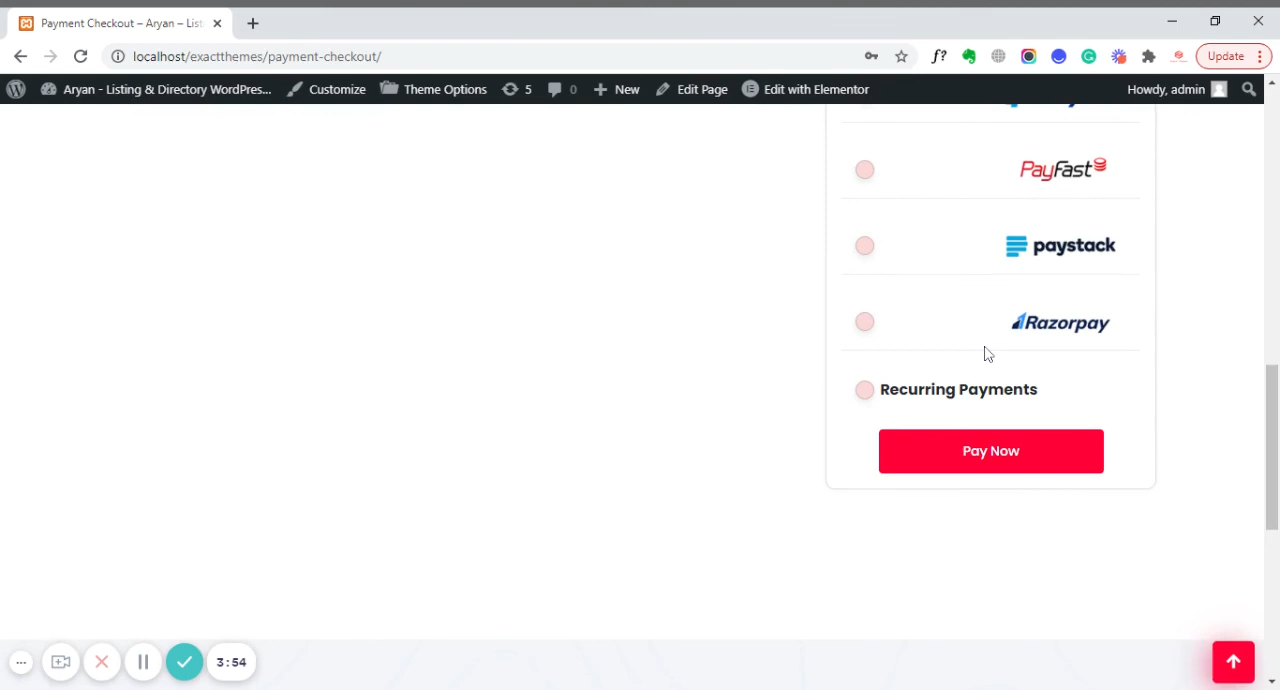 Payment Checkout – Aryan – List
localhost/exactthemes/payment-checkout/
f?
Update
Aryan - Listing & Directory WordPres...
Customize
Theme Options
5
0
New
Edit Page
Edit with Elementor
Howdy, admin
PayFast
paystack
Razorpay
Recurring Payments
Pay Now
3:54